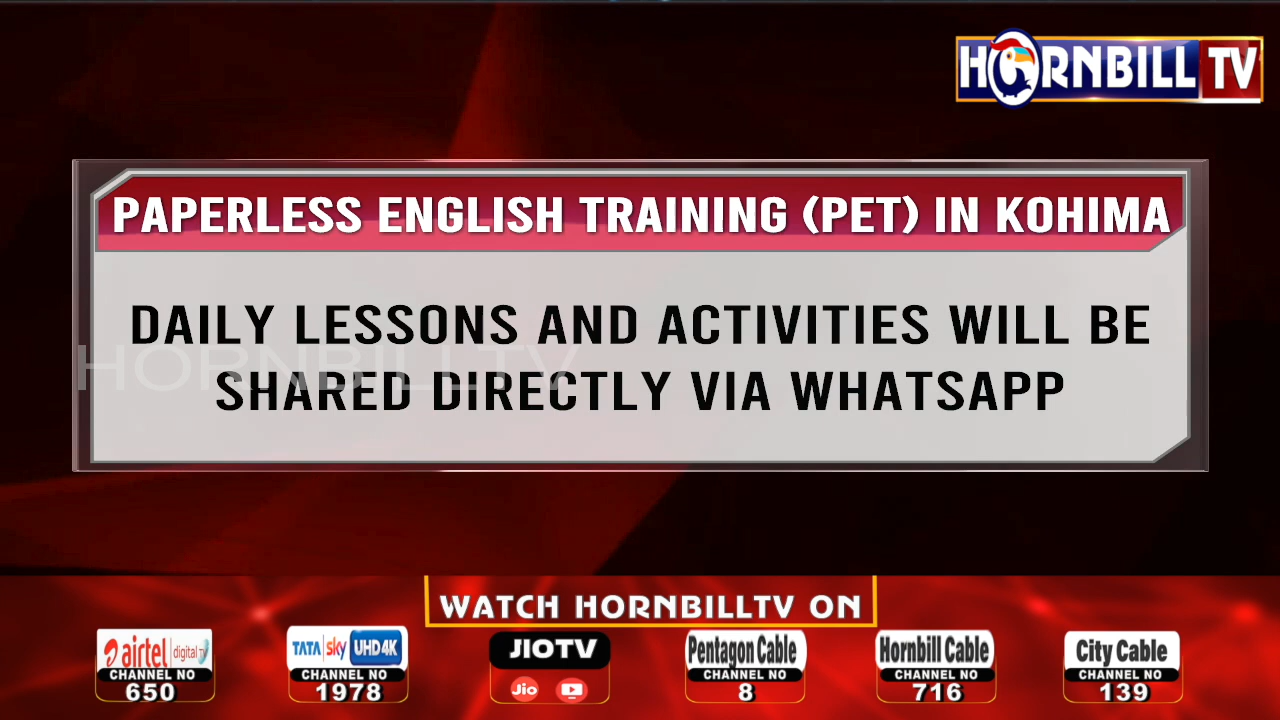 HORNBILL TV
PAPERLESS ENGLISH TRAINING (PET) IN KOHIMA
DAILY LESSONS AND ACTIVITIES WILL BE
SHARED DIRECTLY VIA WHATSAPP
HORNBILLTV
WATCH HORNBILLTV ON
airtel digital TV
CHANNEL NO
650
TATA sky UHD4K
CHANNEL NO
1978
JIOTV
Jio
Pentagon Cable
CHANNEL NO
8
Hornbill Cable
CHANNEL NO
716
City Cable
CHANNEL NO
139